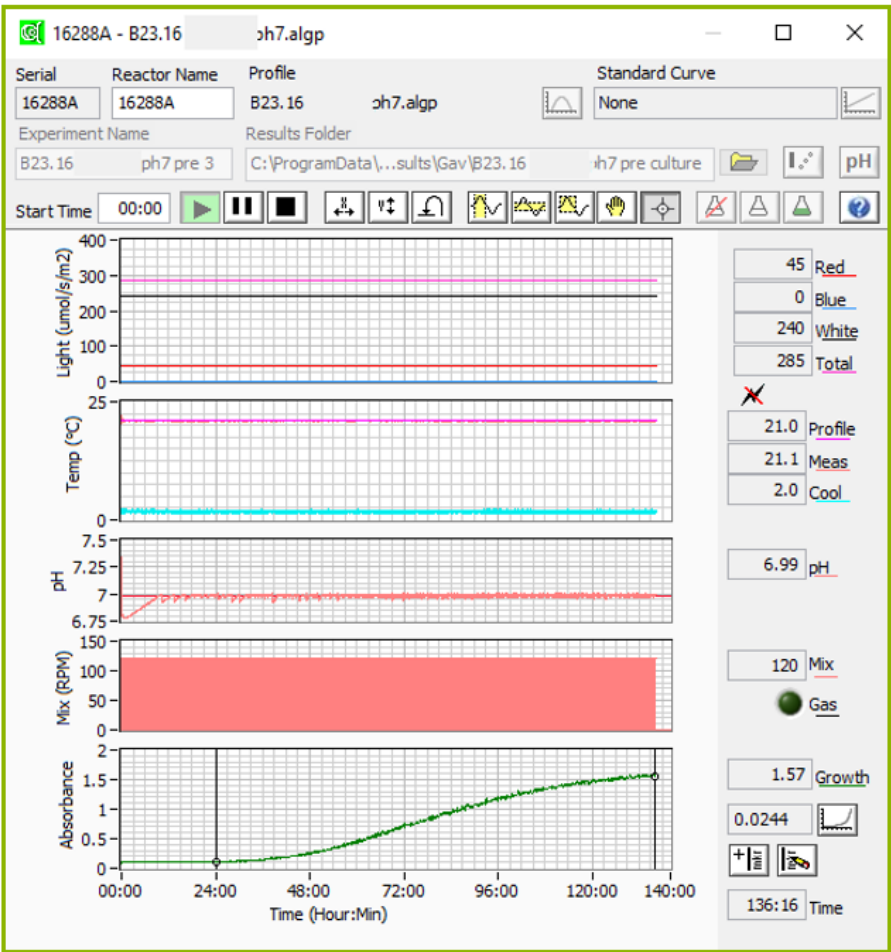 16288A - B23.16 ph7.algp
Serial Reactor Name Profile Standard Curve
16288A 16288A B23.16 ph7.algp None
Experiment Name Results Folder
B23.16 ph7 pre 3 C:\ProgramData\...sults\Gav\B23.16 ph7 pre culture pH
Start Time 00:00
Light (umol/s/m2)
400
300
200
100
0
45 Red
0 Blue
240 White
285 Total
Temp (ºC)
25
0
21.0 Profile
21.1 Meas
2.0 Cool
pH
7.5
7.25
7
6.75
6.99 pH
Mix (RPM)
150
100
50
0
120 Mix
Gas
Absorbance
2
1.5
1
0.5
0
1.57 Growth
0.0244
00:00 24:00 48:00 72:00 96:00 120:00 140:00
Time (Hour:Min)
136:16 Time